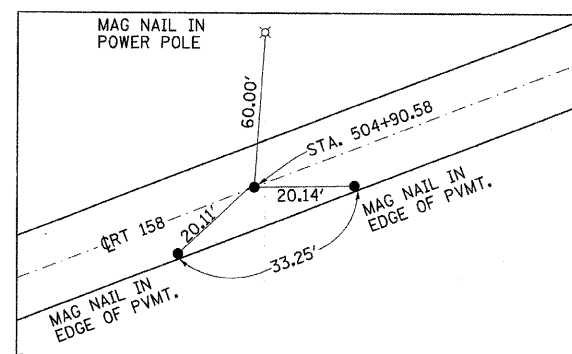 MAG NAIL IN
POWER POLE
60.00'
STA. 504+90.58
20.14'
20.11'
℄RT 158
33.25'
MAG NAIL IN
EDGE OF PVMT.
MAG NAIL IN
EDGE OF PVMT.